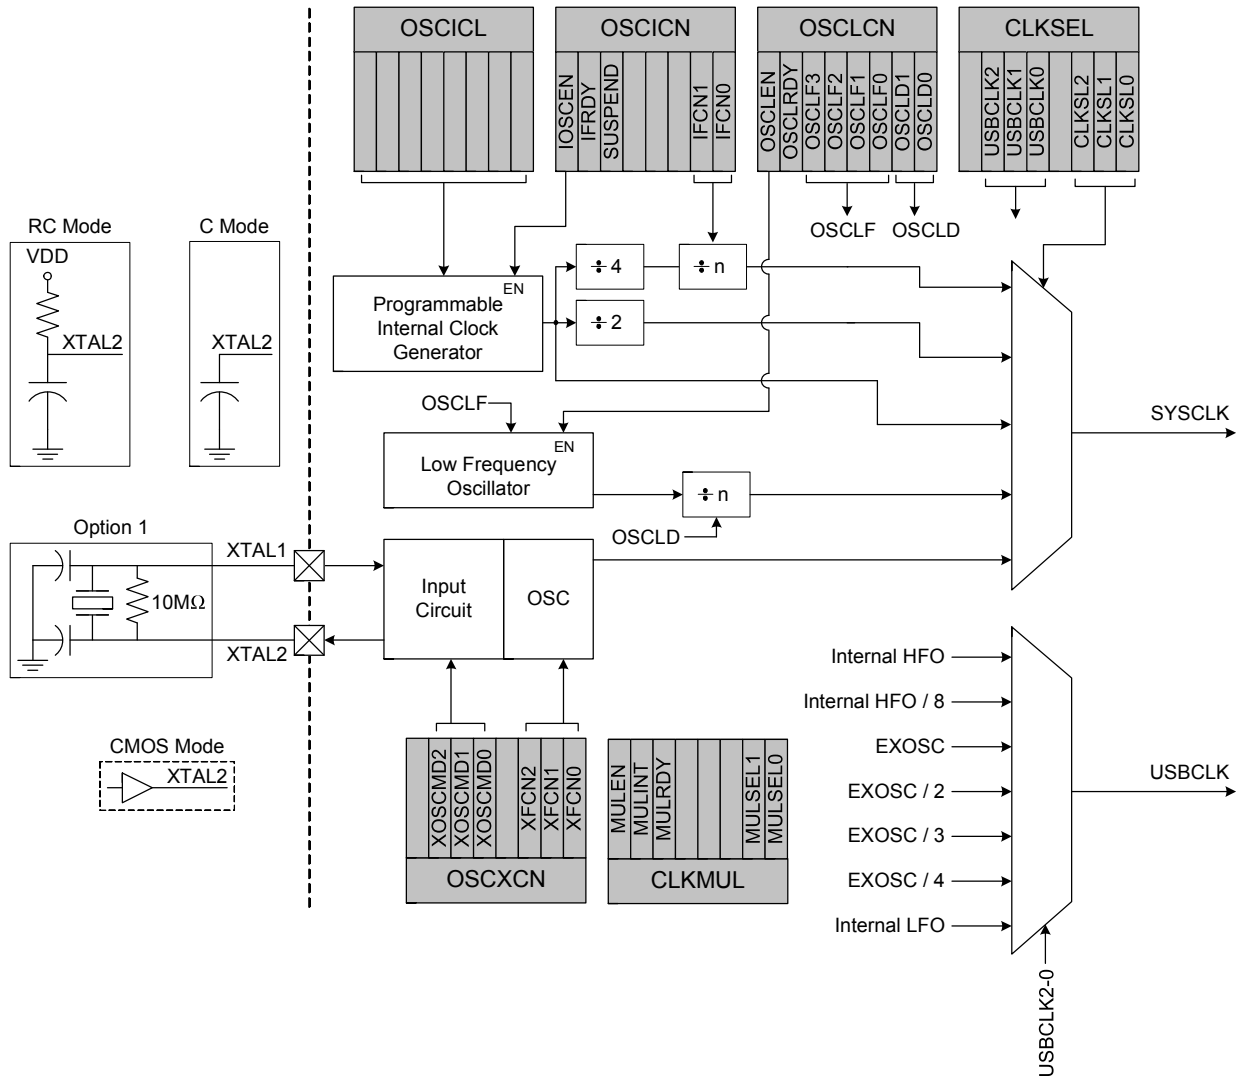 OSCICL
OSCICN
OSCLCN
CLKSEL
IOSCEN
IFRDY
SUSPEND
IFCN1
IFCN0
OSCLEN
OSCLRDY
OSCLF3
OSCLF2
OSCLF1
OSCLF0
OSCLD1
OSCLD0
USBCLK2
USBCLK1
USBCLK0
CLKSL2
CLKSL1
CLKSL0
OSCLF
OSCLD
RC Mode
VDD
XTAL2
C Mode
XTAL2
EN
Programmable
Internal Clock
Generator
÷ 4
÷ n
÷ 2
OSCLF
EN
Low Frequency
Oscillator
÷ n
OSCLD
SYSCLK
Option 1
XTAL1
10MΩ
XTAL2
Input
Circuit
OSC
CMOS Mode
XTAL2
XOSCMD2
XOSCMD1
XOSCMD0
XFCN2
XFCN1
XFCN0
OSCXCN
MULEN
MULINT
MULRDY
MULSEL1
MULSEL0
CLKMUL
Internal HFO
Internal HFO / 8
EXOSC
EXOSC / 2
EXOSC / 3
EXOSC / 4
Internal LFO
USBCLK
USBCLK2-0